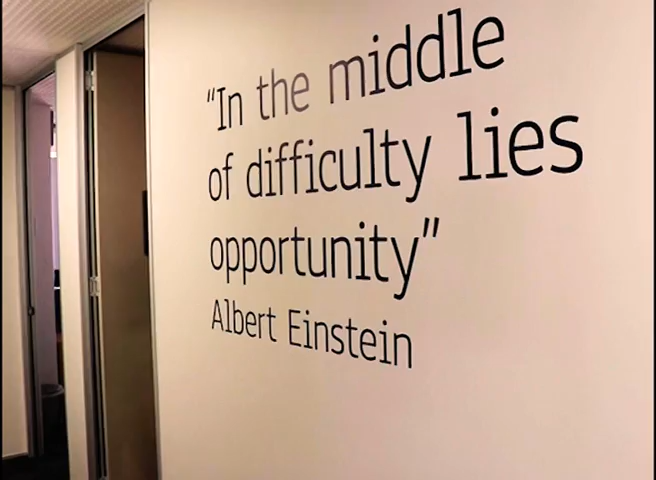 “In the middle
of difficulty lies
opportunity”
Albert Einstein